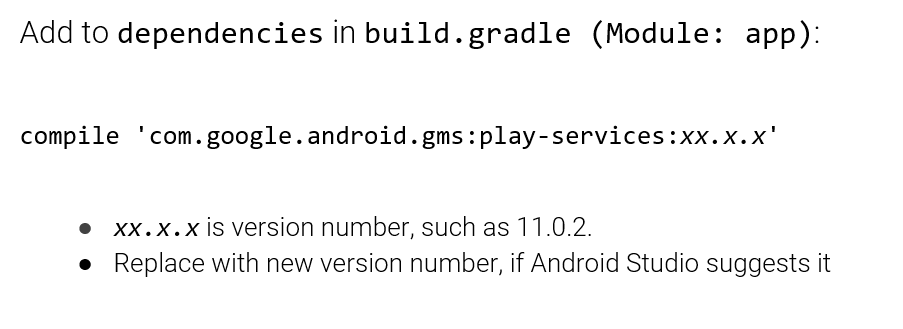 Add to dependencies in build.gradle (Module: app):
compile 'com.google.android.gms:play-services:xx.x.x'
● xx.x.x is version number, such as 11.0.2.
● Replace with new version number, if Android Studio suggests it